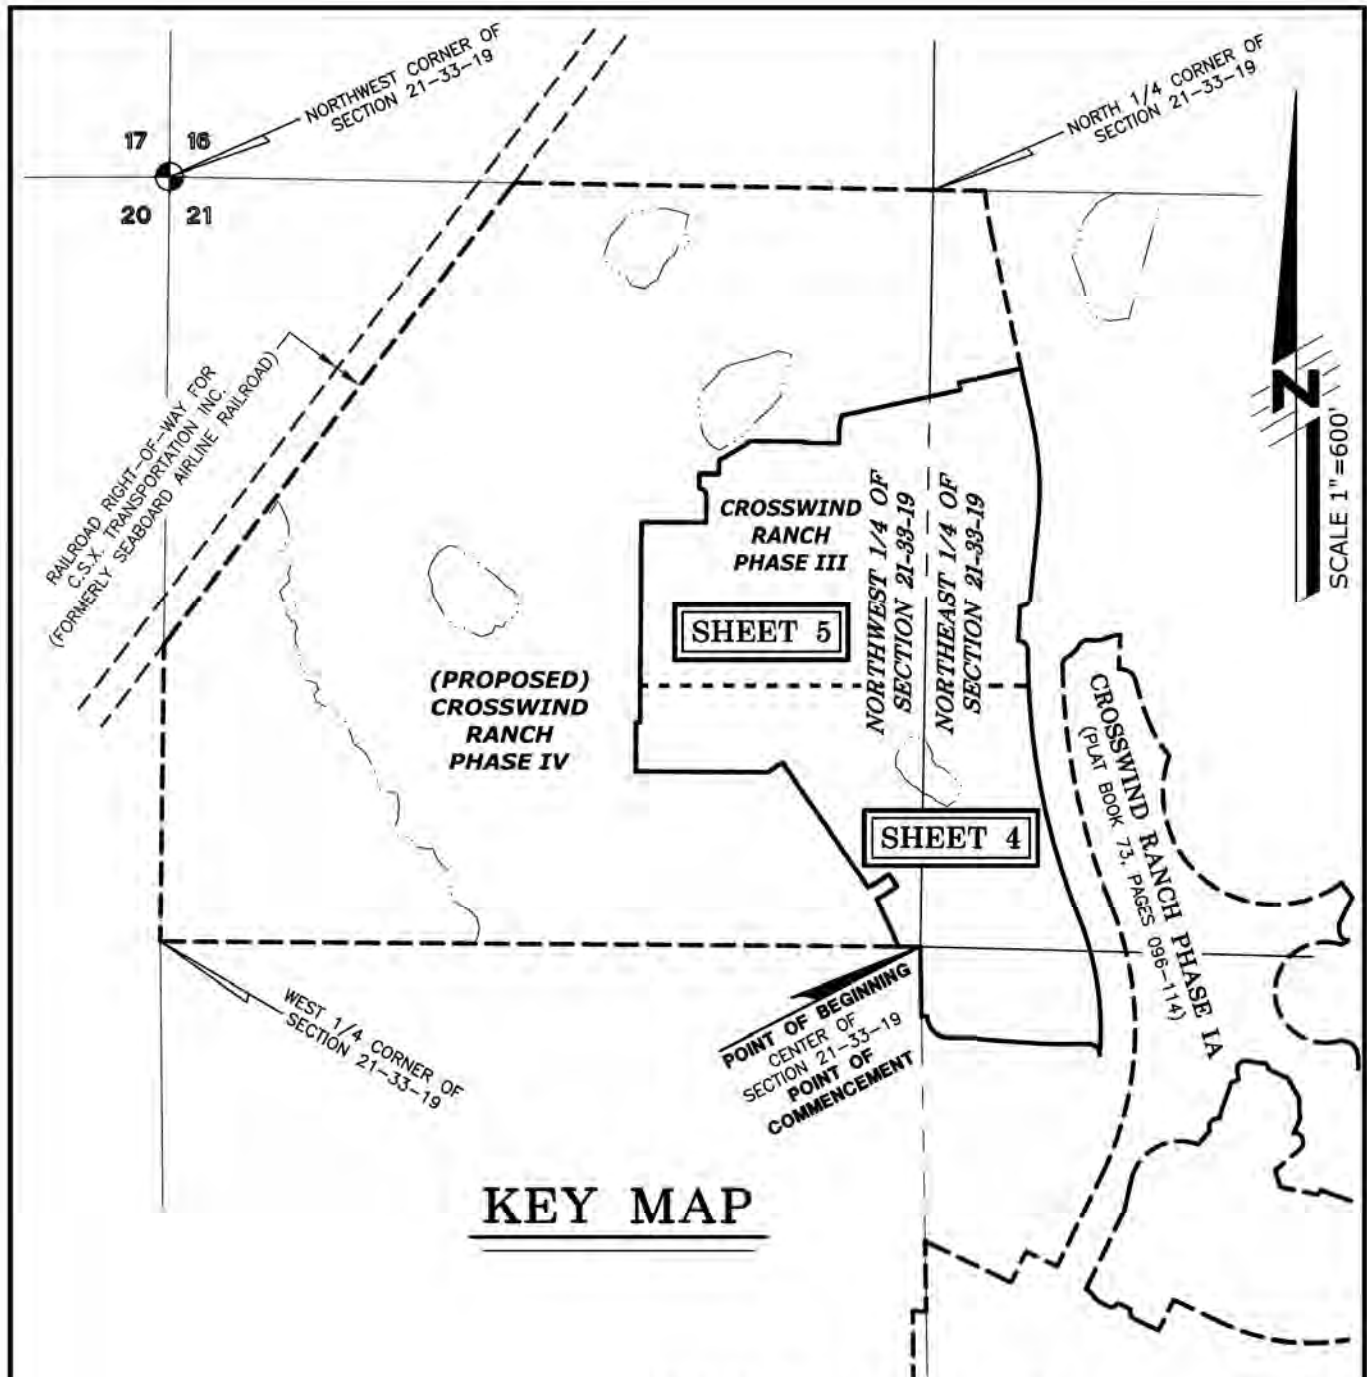 NORTHWEST CORNER OF
SECTION 21-33-19
NORTH 1/4 CORNER OF
SECTION 21-33-19
17 16
20 21
RAILROAD RIGHT-OF-WAY FOR
C.S.X. TRANSPORTATION INC.
(FORMERLY SEABOARD AIRLINE RAILROAD)
N
SCALE 1"=600'
CROSSWIND
RANCH
PHASE III
NORTHWEST 1/4 OF
SECTION 21-33-19
NORTHEAST 1/4 OF
SECTION 21-33-19
SHEET 5
(PROPOSED)
CROSSWIND
RANCH
PHASE IV
SHEET 4
CROSSWIND RANCH PHASE IA
(PLAT BOOK 73, PAGES 096-114)
WEST 1/4 CORNER OF
SECTION 21-33-19
POINT OF BEGINNING
CENTER OF
SECTION 21-33-19
POINT OF
COMMENCEMENT
KEY MAP